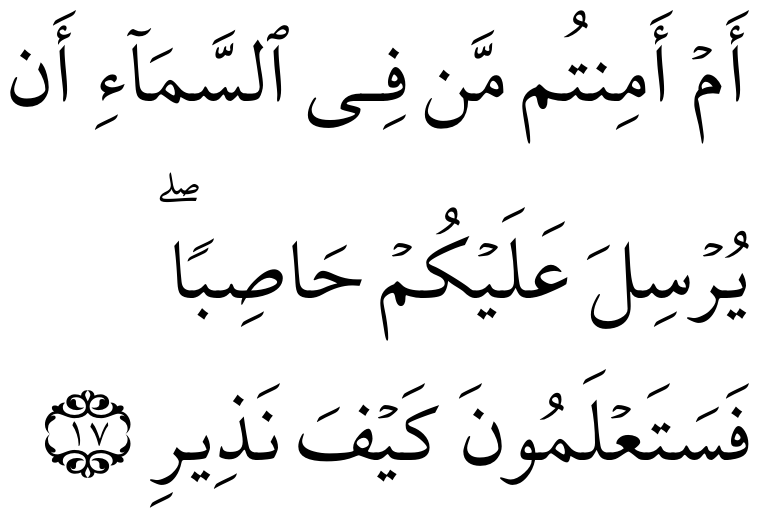 أَمْ أَمِنتُم مَّن فِى ٱلسَّمَآءِ أَن
يُرْسِلَ عَلَيْكُمْ حَاصِبًا ۖ
فَسَتَعْلَمُونَ كَيْفَ نَذِيرِ ١٧